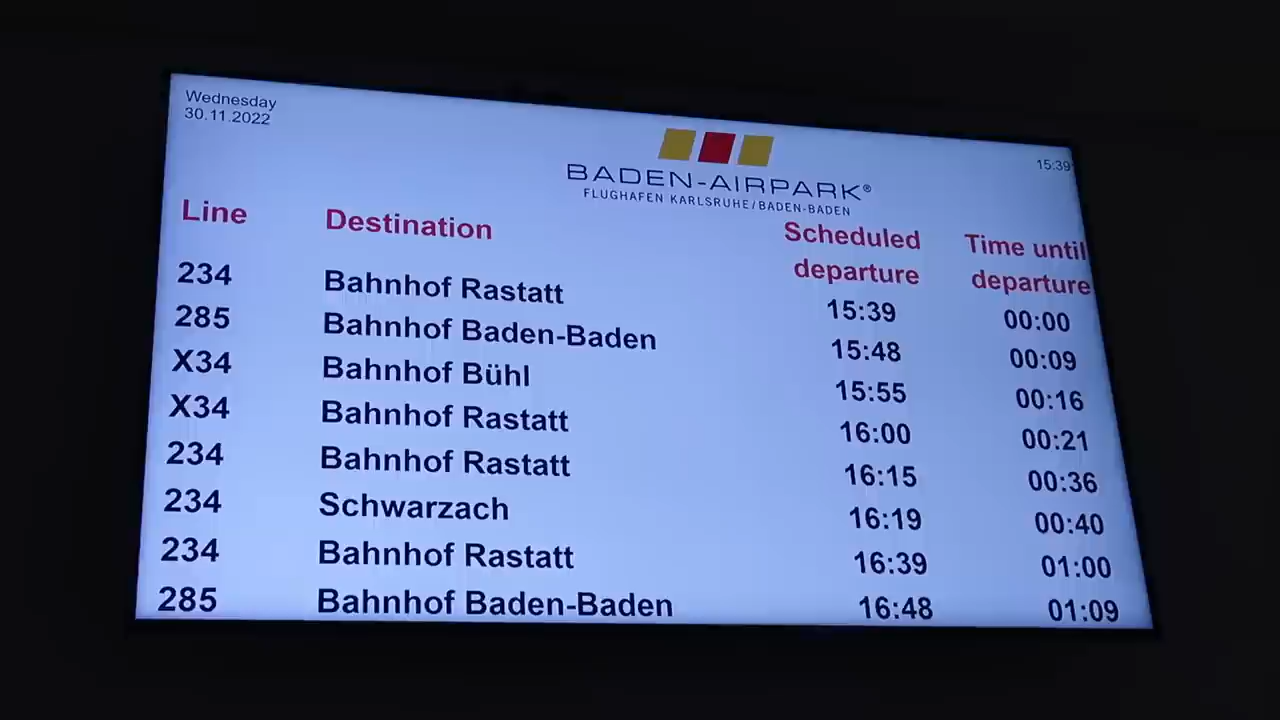 Wednesday
30.11.2022
15:39
BADEN-AIRPARK®
FLUGHAFEN KARLSRUHE/BADEN-BADEN
Line Destination Scheduled departure Time until departure
234 Bahnhof Rastatt 15:39 00:00
285 Bahnhof Baden-Baden 15:48 00:09
X34 Bahnhof Bühl 15:55 00:16
X34 Bahnhof Rastatt 16:00 00:21
234 Bahnhof Rastatt 16:15 00:36
234 Schwarzach 16:19 00:40
234 Bahnhof Rastatt 16:39 01:00
285 Bahnhof Baden-Baden 16:48 01:09